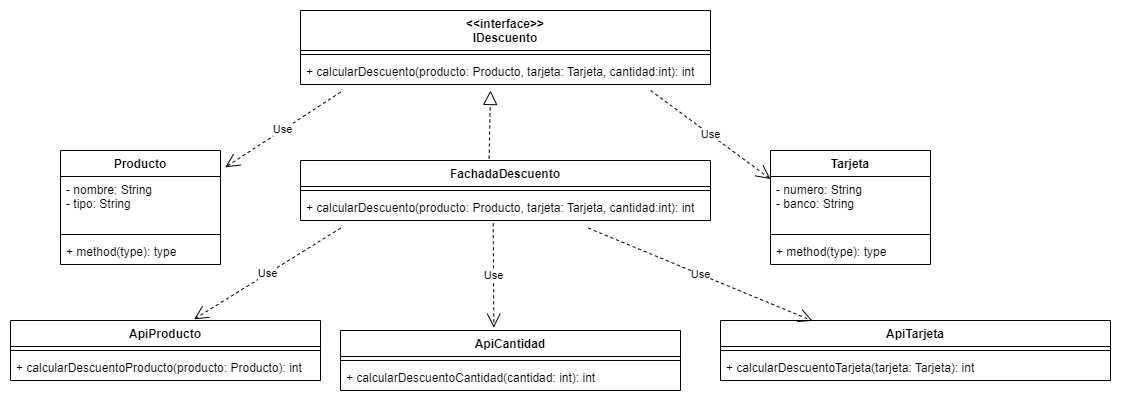 <<interface>>
IDescuento
+ calcularDescuento(producto: Producto, tarjeta: Tarjeta, cantidad:int): int
Use
Use
Producto
- nombre: String
- tipo: String
+ method(type): type
FachadaDescuento
+ calcularDescuento(producto: Producto, tarjeta: Tarjeta, cantidad:int): int
Tarjeta
- numero: String
- banco: String
+ method(type): type
Use
Use
Use
ApiProducto
+ calcularDescuentoProducto(producto: Producto): int
ApiCantidad
+ calcularDescuentoCantidad(cantidad: int): int
ApiTarjeta
+ calcularDescuentoTarjeta(tarjeta: Tarjeta): int